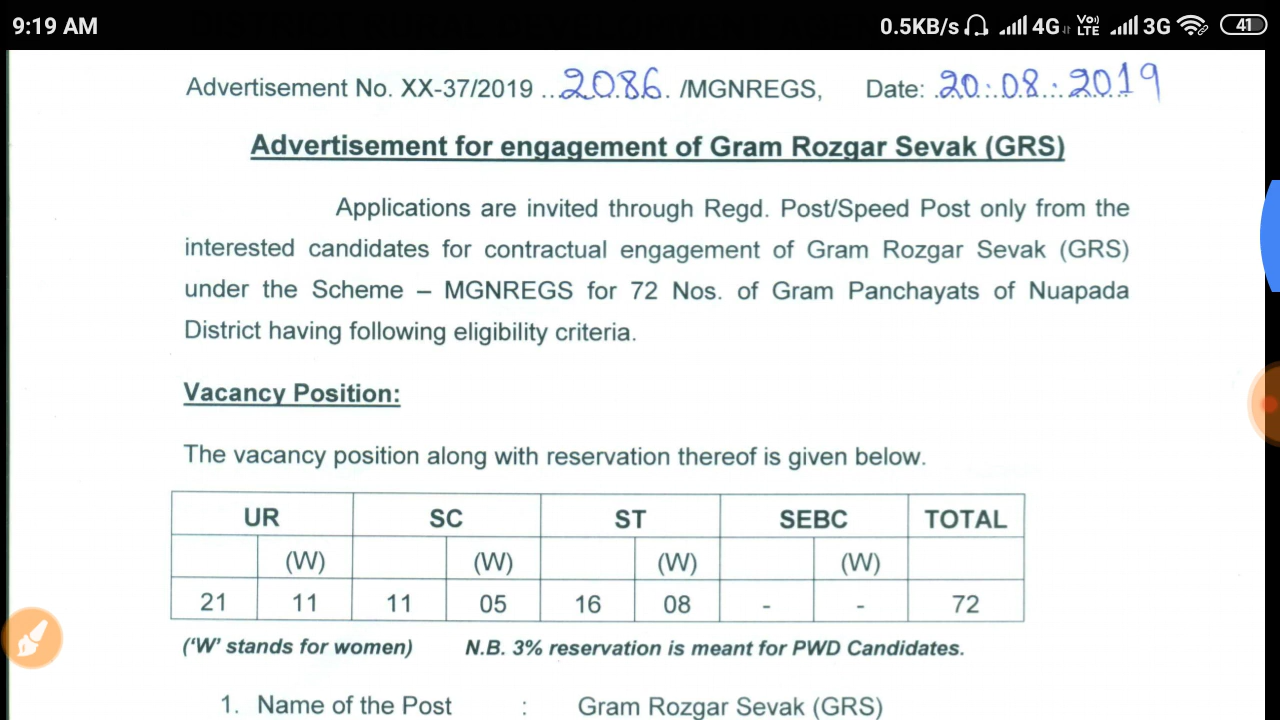 9:19 AM 0.5KB/s 4G Vo) LTE 3G 41
Advertisement No. XX-37/2019 ..2086. /MGNREGS, Date: .20.:.08.:.2019
Advertisement for engagement of Gram Rozgar Sevak (GRS)
Applications are invited through Regd. Post/Speed Post only from the
interested candidates for contractual engagement of Gram Rozgar Sevak (GRS)
under the Scheme – MGNREGS for 72 Nos. of Gram Panchayats of Nuapada
District having following eligibility criteria.
Vacancy Position:
The vacancy position along with reservation thereof is given below.
UR SC ST SEBC TOTAL
(W) (W) (W) (W)
21 11 11 05 16 08 - - 72
('W' stands for women) N.B. 3% reservation is meant for PWD Candidates.
1. Name of the Post : Gram Rozgar Sevak (GRS)